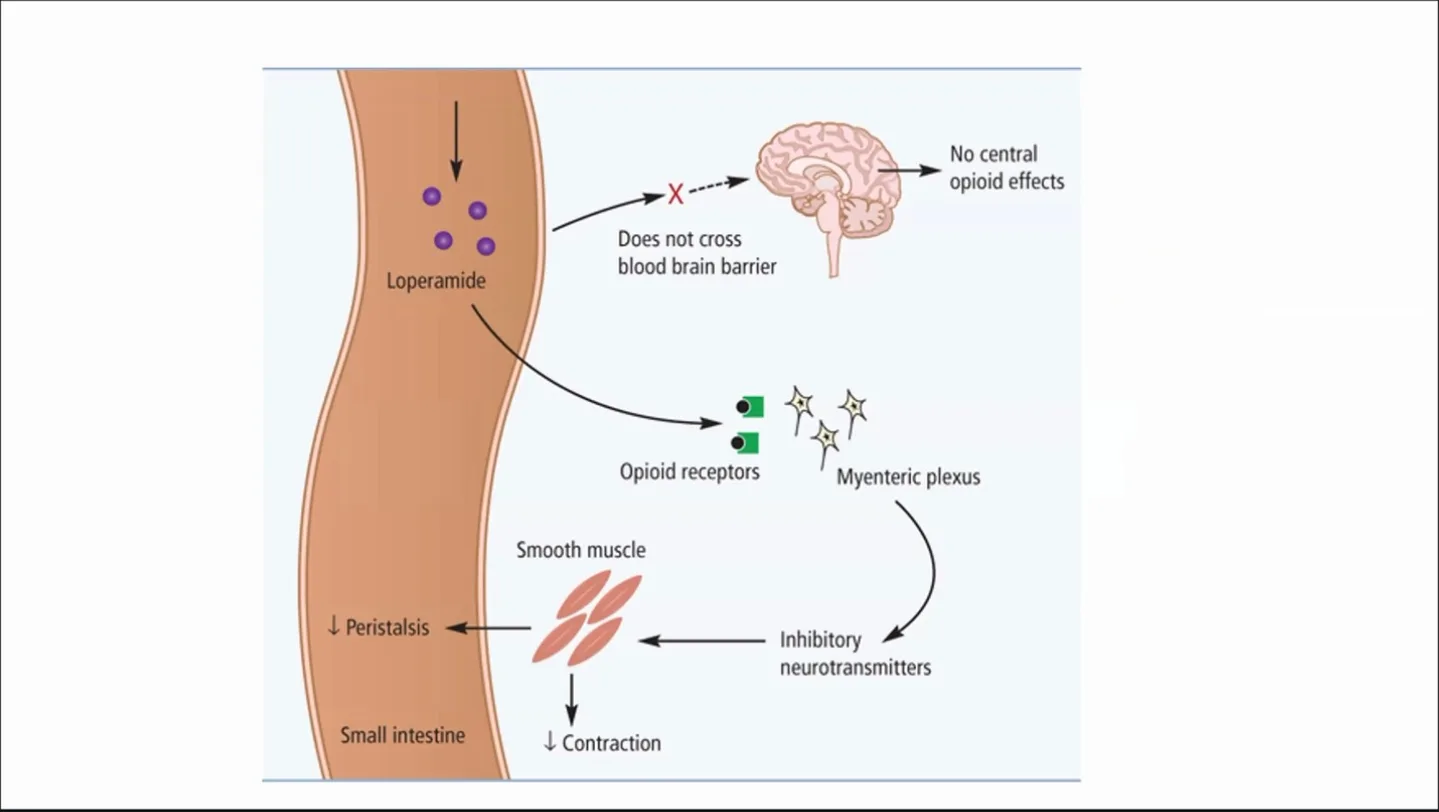 No central
opioid effects
X
Does not cross
blood brain barrier
Loperamide
Opioid receptors
Myenteric plexus
Smooth muscle
↓ Peristalsis
Inhibitory
neurotransmitters
Small intestine
↓ Contraction